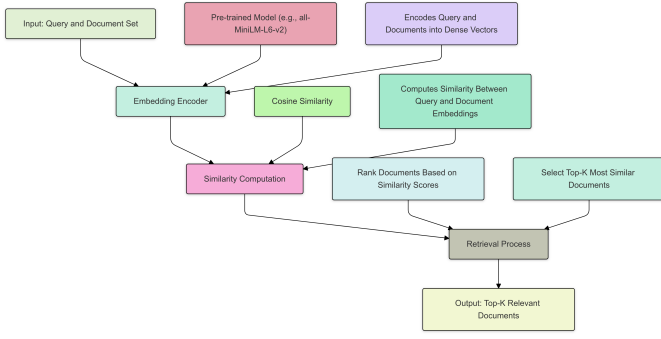 Input: Query and Document Set
Pre-trained Model (e.g., all-
MiniLM-L6-v2)
Encodes Query and
Documents into Dense Vectors
Embedding Encoder
Cosine Similarity
Computes Similarity Between
Query and Document
Embeddings
Similarity Computation
Rank Documents Based on
Similarity Scores
Select Top-K Most Similar
Documents
Retrieval Process
Output: Top-K Relevant
Documents